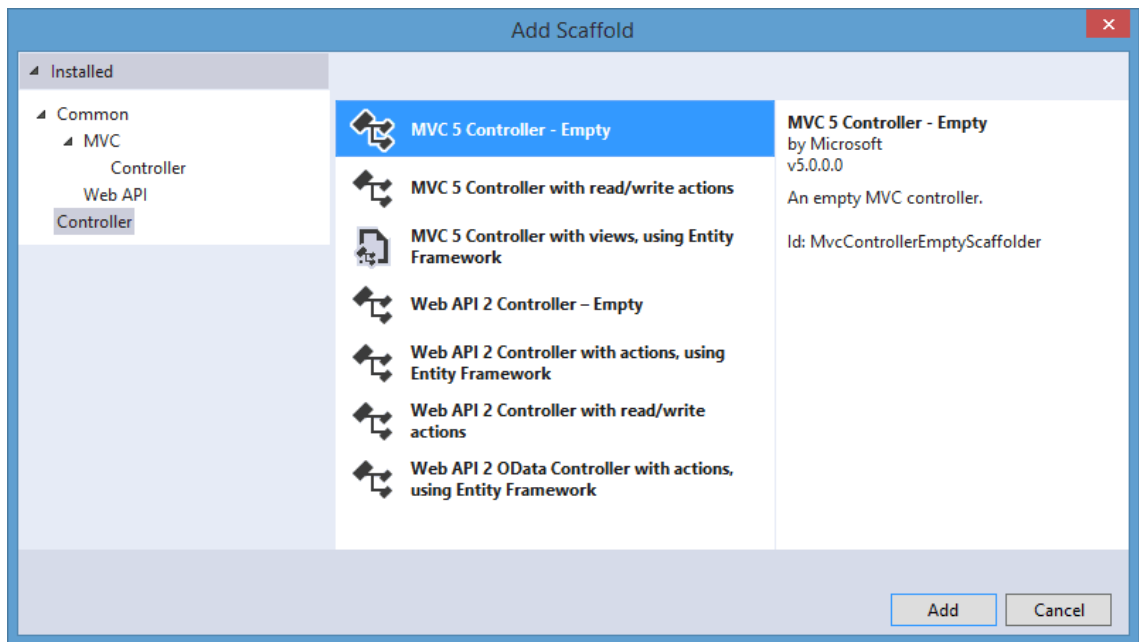 Add Scaffold
Installed
Common
MVC
Controller
Web API
Controller
MVC 5 Controller - Empty
MVC 5 Controller with read/write actions
MVC 5 Controller with views, using Entity
Framework
Web API 2 Controller – Empty
Web API 2 Controller with actions, using
Entity Framework
Web API 2 Controller with read/write
actions
Web API 2 OData Controller with actions,
using Entity Framework
MVC 5 Controller - Empty
by Microsoft
v5.0.0.0
An empty MVC controller.
Id: MvcControllerEmptyScaffolder
Add
Cancel